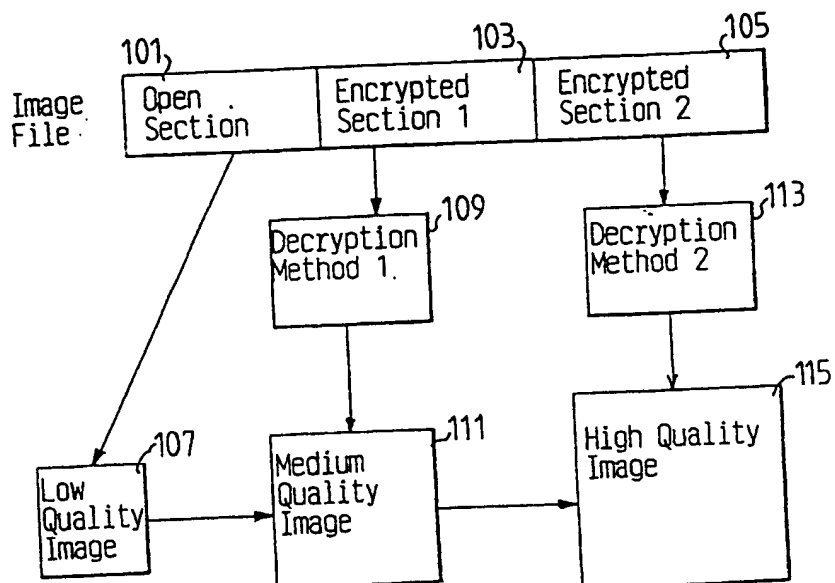 101
103
105
Image
File
Open
Section
Encrypted
Section 1
Encrypted
Section 2
109
Decryption
Method 1
113
Decryption
Method 2
107
Low
Quality
Image
111
Medium
Quality
Image
115
High Quality
Image